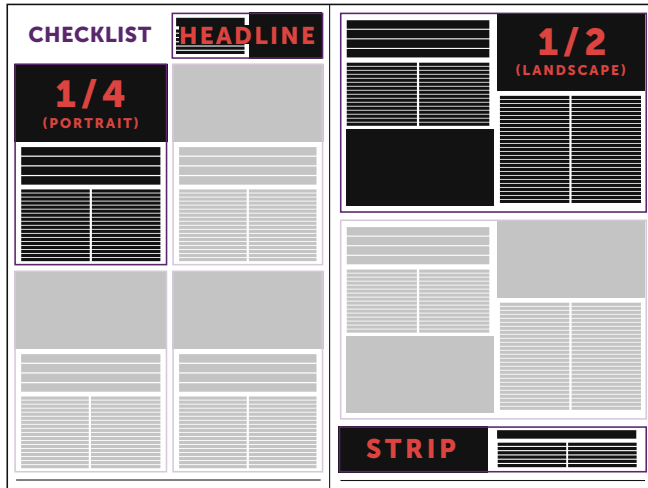 CHECKLIST
HEADLINE
1/4
(PORTRAIT)
1/2
(LANDSCAPE)
STRIP